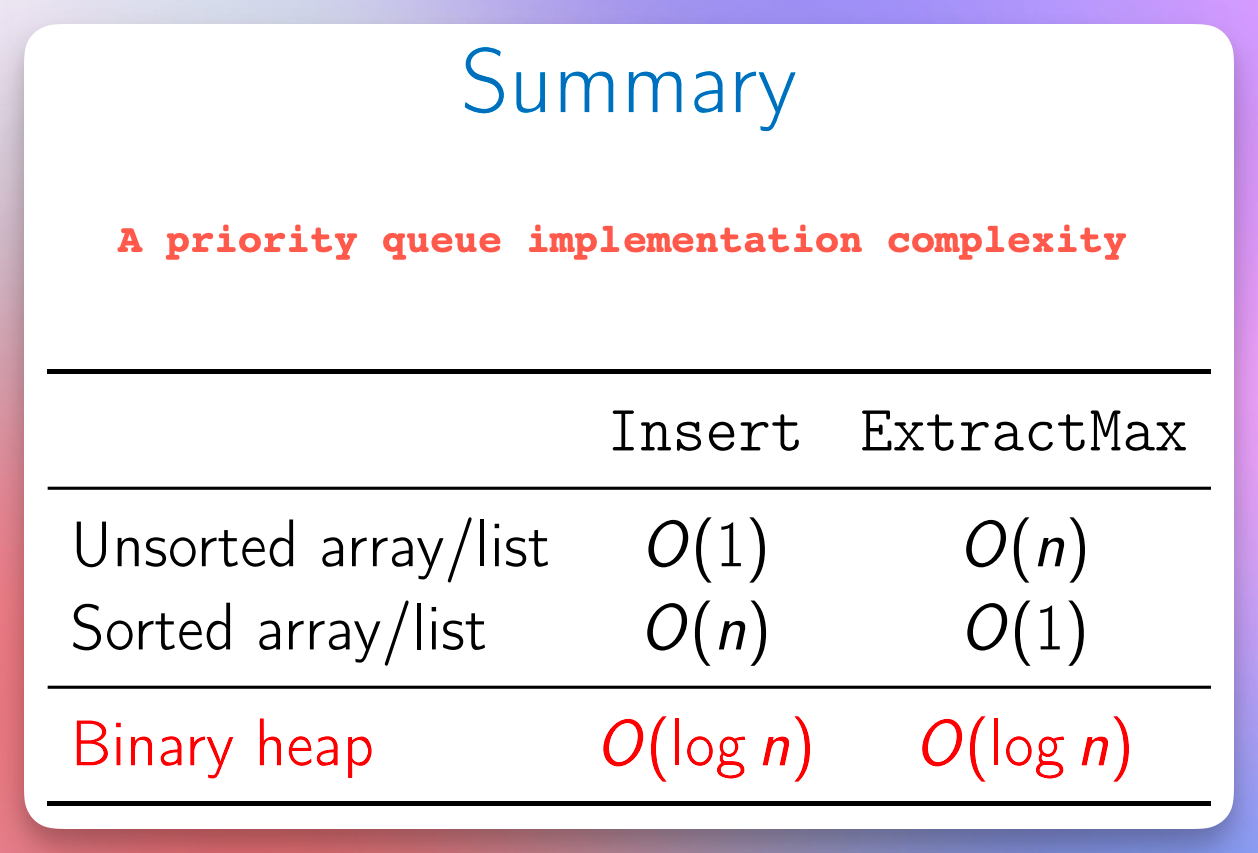 Summary
A priority queue implementation complexity
Insert ExtractMax
Unsorted array/list O(1) O(n)
Sorted array/list O(n) O(1)
Binary heap O(log n) O(log n)